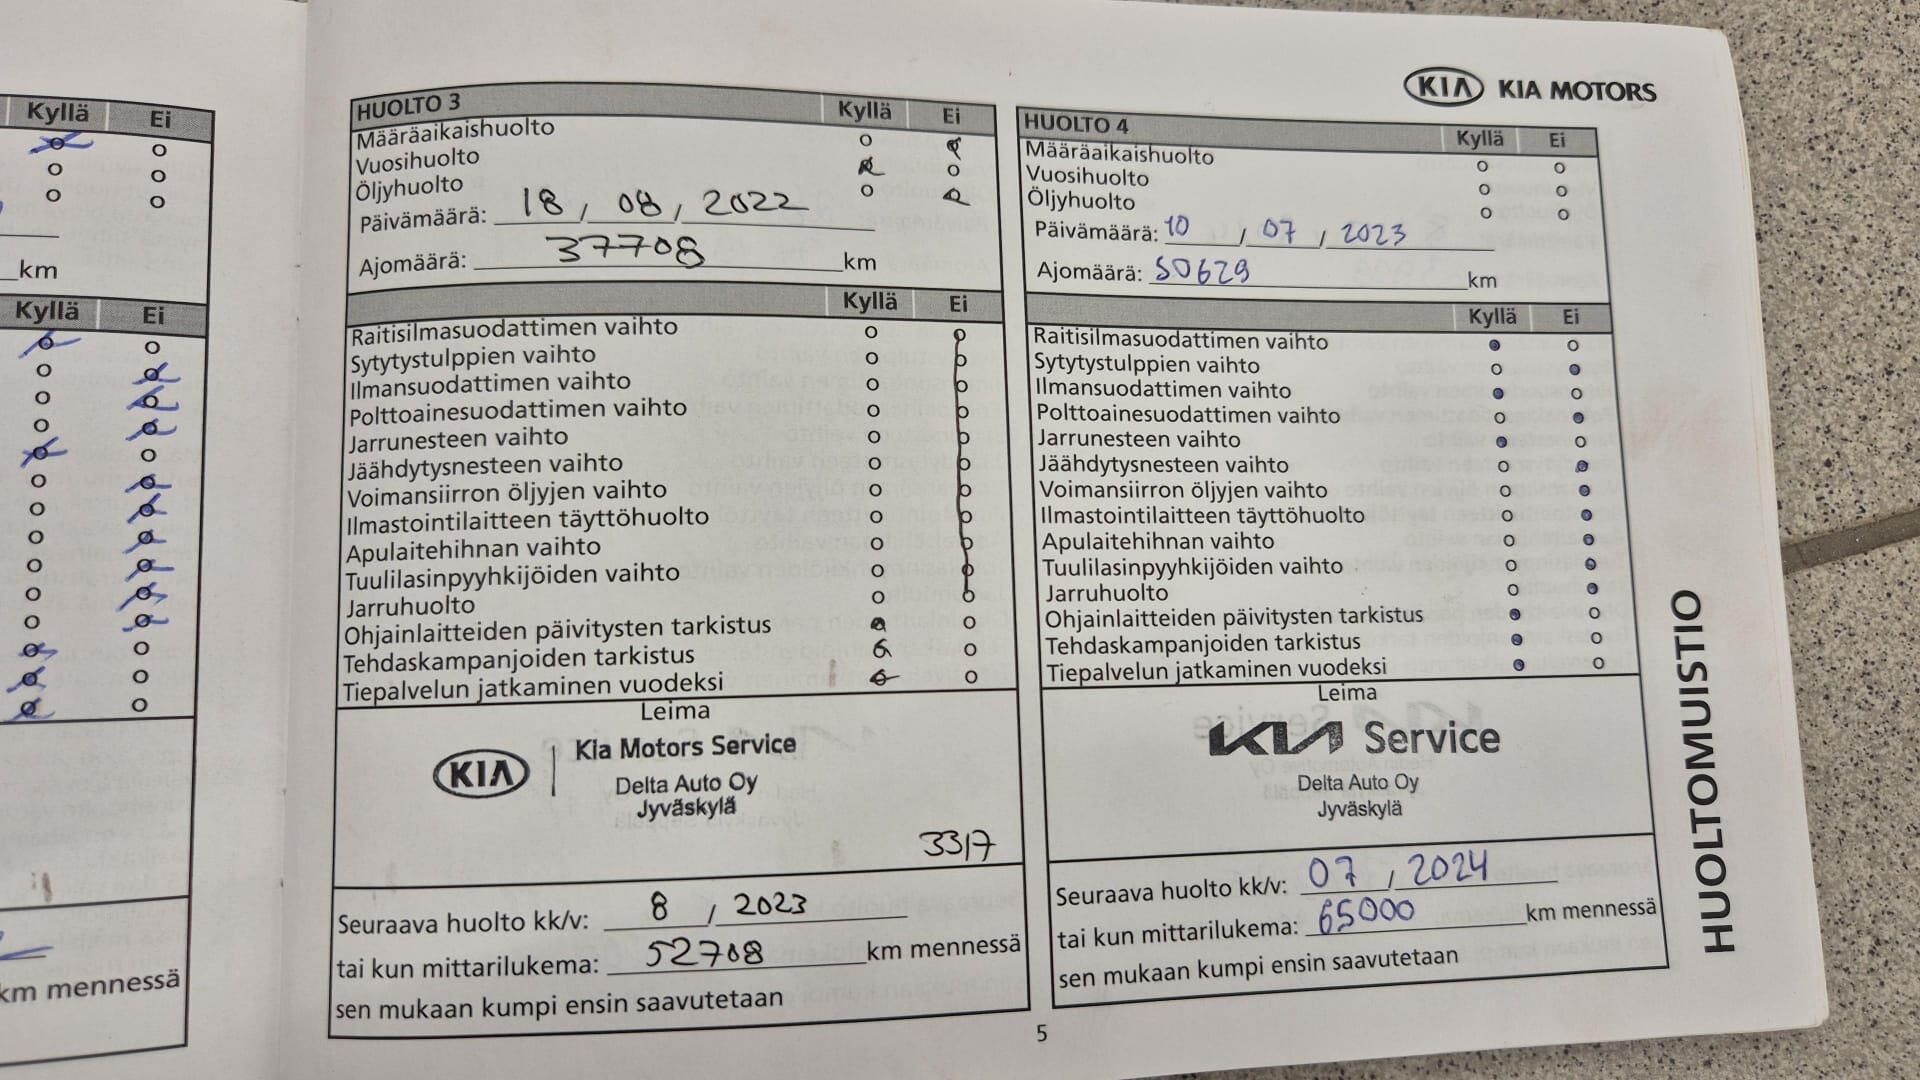 Kyllä Ei
km
Kyllä Ei
km mennessä
KIA KIA MOTORS
HUOLTO 3 Kyllä Ei
Määräaikaishuolto
Vuosihuolto
Öljyhuolto
Päivämäärä: 18 / 08 / 2022
Ajomäärä: 37708 km
Kyllä Ei
Raitisilmasuodattimen vaihto
Sytytystulppien vaihto
Ilmansuodattimen vaihto
Polttoainesuodattimen vaihto
Jarrunesteen vaihto
Jäähdytysnesteen vaihto
Voimansiirron öljyjen vaihto
Ilmastointilaitteen täyttöhuolto
Apulaitehihnan vaihto
Tuulilasinpyyhkijöiden vaihto
Jarruhuolto
Ohjainlaitteiden päivitysten tarkistus
Tehdaskampanjoiden tarkistus
Tiepalvelun jatkaminen vuodeksi
Leima
KIA Kia Motors Service
Delta Auto Oy
Jyväskylä
3317
Seuraava huolto kk/v: 8 / 2023
tai kun mittarilukema: 52708 km mennessä
sen mukaan kumpi ensin saavutetaan
HUOLTO 4 Kyllä Ei
Määräaikaishuolto
Vuosihuolto
Öljyhuolto
Päivämäärä: 10 / 07 / 2023
Ajomäärä: 50629 km
Kyllä Ei
Raitisilmasuodattimen vaihto
Sytytystulppien vaihto
Ilmansuodattimen vaihto
Polttoainesuodattimen vaihto
Jarrunesteen vaihto
Jäähdytysnesteen vaihto
Voimansiirron öljyjen vaihto
Ilmastointilaitteen täyttöhuolto
Apulaitehihnan vaihto
Tuulilasinpyyhkijöiden vaihto
Jarruhuolto
Ohjainlaitteiden päivitysten tarkistus
Tehdaskampanjoiden tarkistus
Tiepalvelun jatkaminen vuodeksi
Leima
KIA Service
Delta Auto Oy
Jyväskylä
Seuraava huolto kk/v: 07 / 2024
tai kun mittarilukema: 65000 km mennessä
sen mukaan kumpi ensin saavutetaan
HUOLTOMUISTIO
5